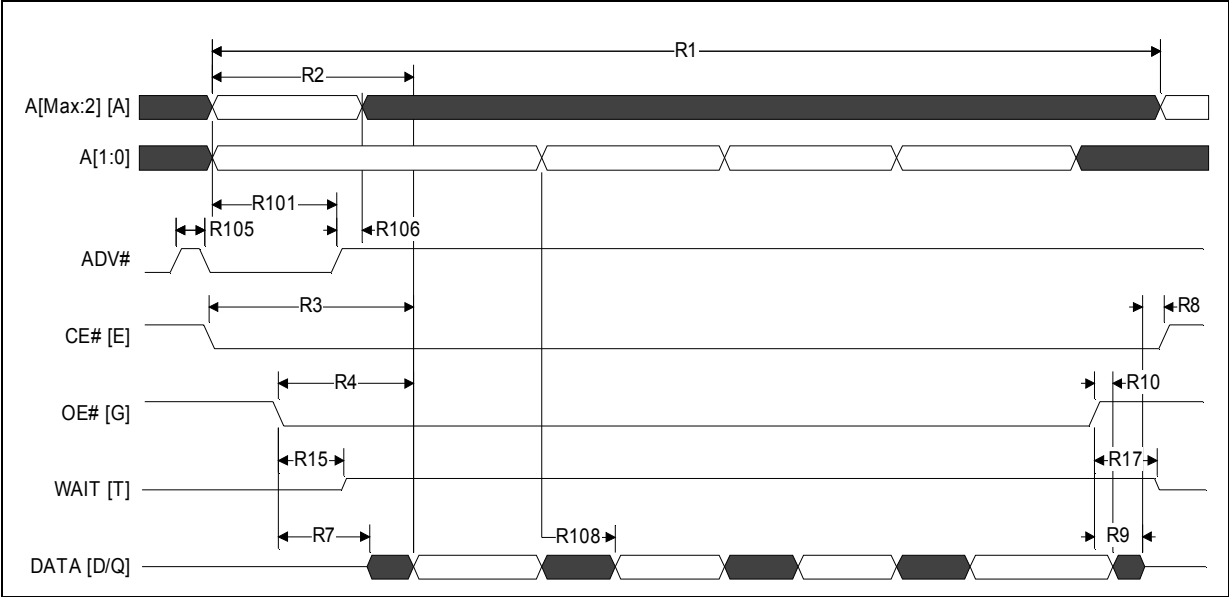 R1
R2
A[Max:2] [A]
A[1:0]
R101
R105
R106
ADV#
R3
R8
CE# [E]
R4
R10
OE# [G]
R15
R17
WAIT [T]
R7
R108
R9
DATA [D/Q]